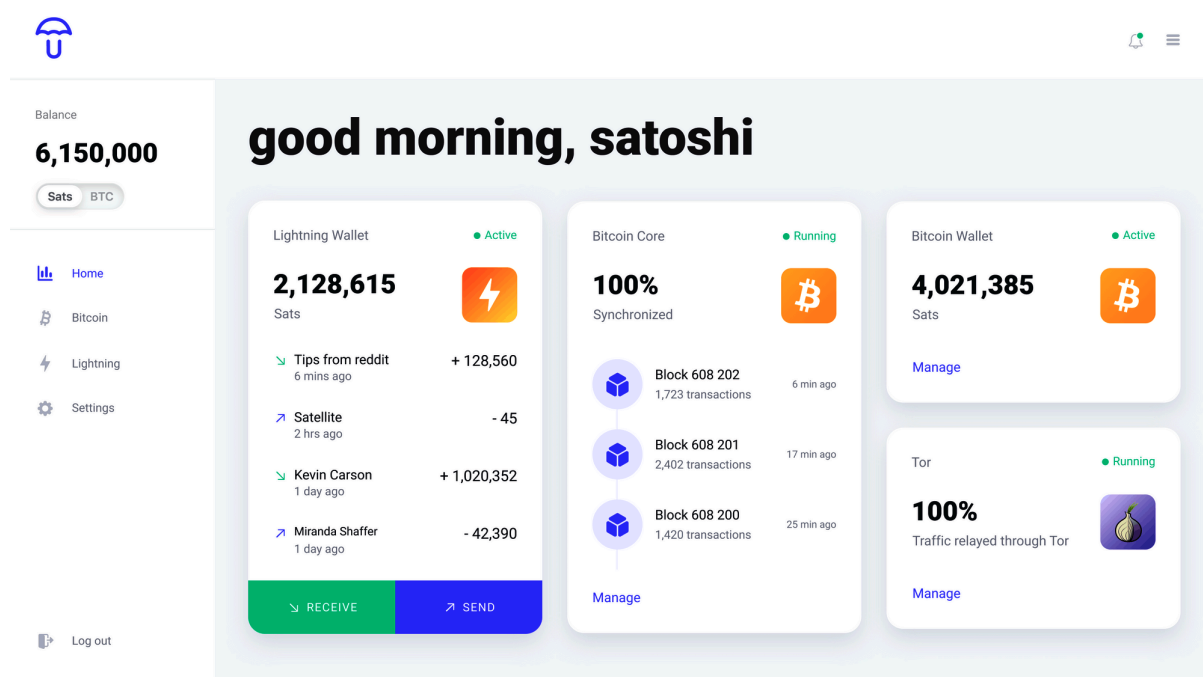 Balance
6,150,000
Sats BTC
Home
Bitcoin
Lightning
Settings
Log out
good morning, satoshi
Lightning Wallet Active
2,128,615
Sats
Tips from reddit + 128,560
6 mins ago
Satellite - 45
2 hrs ago
Kevin Carson + 1,020,352
1 day ago
Miranda Shaffer - 42,390
1 day ago
RECEIVE SEND
Bitcoin Core Running
100%
Synchronized
Block 608 202 6 min ago
1,723 transactions
Block 608 201 17 min ago
2,402 transactions
Block 608 200 25 min ago
1,420 transactions
Manage
Bitcoin Wallet Active
4,021,385
Sats
Manage
Tor Running
100%
Traffic relayed through Tor
Manage